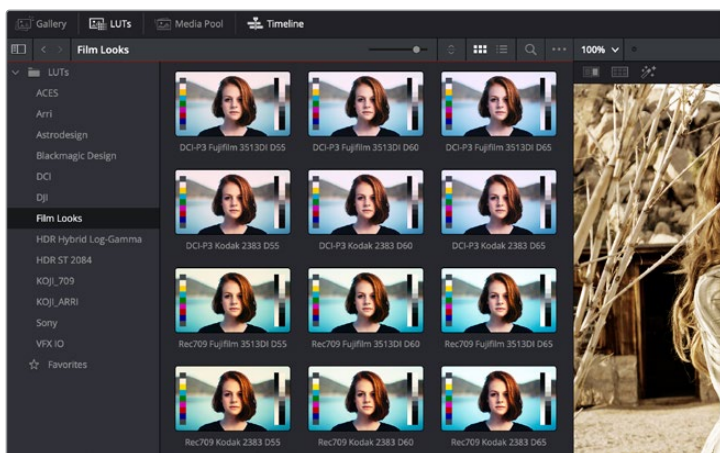 Gallery LUTs Media Pool Timeline
Film Looks 100%
LUTs
ACES
Arri
Astrodesign
Blackmagic Design
DCI
DJI
Film Looks
HDR Hybrid Log-Gamma
HDR ST 2084
KOJI_709
KOJI_ARRI
Sony
VFX IO
Favorites
DCI-P3 Fujifilm 3513DI D55 DCI-P3 Fujifilm 3513DI D60 DCI-P3 Fujifilm 3513DI D65
DCI-P3 Kodak 2383 D55 DCI-P3 Kodak 2383 D60 DCI-P3 Kodak 2383 D65
Rec709 Fujifilm 3513DI D55 Rec709 Fujifilm 3513DI D60 Rec709 Fujifilm 3513DI D65
Rec709 Kodak 2383 D55 Rec709 Kodak 2383 D60 Rec709 Kodak 2383 D65